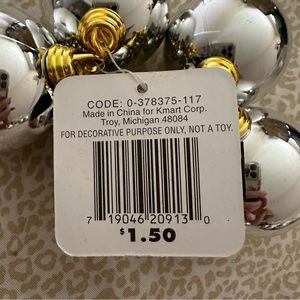 CODE: 0-378375-117
Made in China for Kmart Corp.
Troy, Michigan 48084
FOR DECORATIVE PURPOSE ONLY, NOT A TOY.
7 19046 20913 0
$1.50